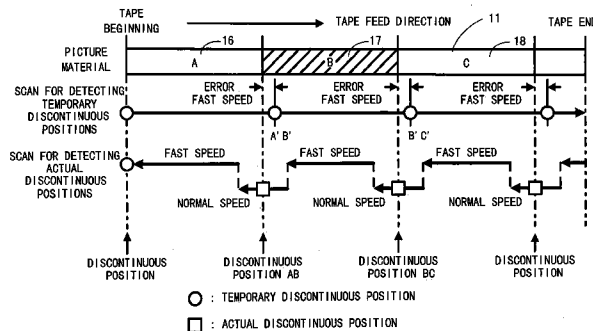 TAPE BEGINNING
TAPE FEED DIRECTION
TAPE END
PICTURE MATERIAL
16
17
11
18
A
B
C
SCAN FOR DETECTING TEMPORARY DISCONTINUOUS POSITIONS
ERROR
FAST SPEED
ERROR
FAST SPEED
ERROR
FAST SPEED
A' B'
B' C'
SCAN FOR DETECTING ACTUAL DISCONTINUOUS POSITIONS
FAST SPEED
FAST SPEED
FAST SPEED
NORMAL SPEED
NORMAL SPEED
NORMAL SPEED
DISCONTINUOUS POSITION
DISCONTINUOUS POSITION AB
DISCONTINUOUS POSITION BC
DISCONTINUOUS POSITION
: TEMPORARY DISCONTINUOUS POSITION
: ACTUAL DISCONTINUOUS POSITION